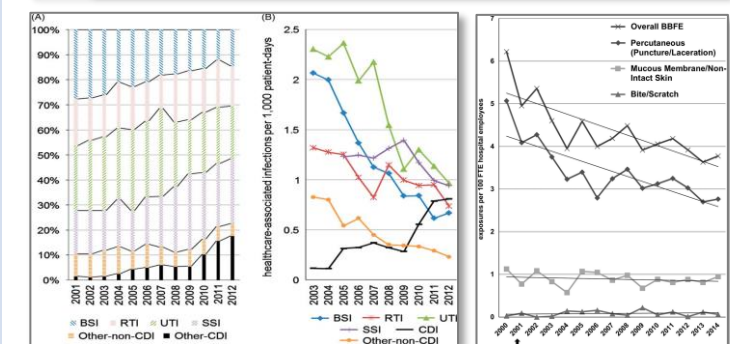 (A)
100%
90%
80%
70%
60%
50%
40%
30%
20%
10%
0%
2001 2002 2003 2004 2005 2006 2007 2008 2009 2010 2011 2012
BSI RTI UTI SSI
Other-non-CDI Other-CDI
(B)
healthcare-associated infections per 1,000 patient-days
2.5
2
1.5
1
0.5
0
2003 2004 2005 2006 2007 2008 2009 2010 2011 2012
BSI RTI UTI
SSI CDI
Other-non-CDI
exposures per 100 FTE hospital employees
7
6
5
4
3
2
1
0
Overall BBFE
Percutaneous
(Puncture/Laceration)
Mucous Membrane/Non-
Intact Skin
Bite/Scratch
2000 2001 2002 2003 2004 2005 2006 2007 2008 2009 2010 2011 2012 2013 2014